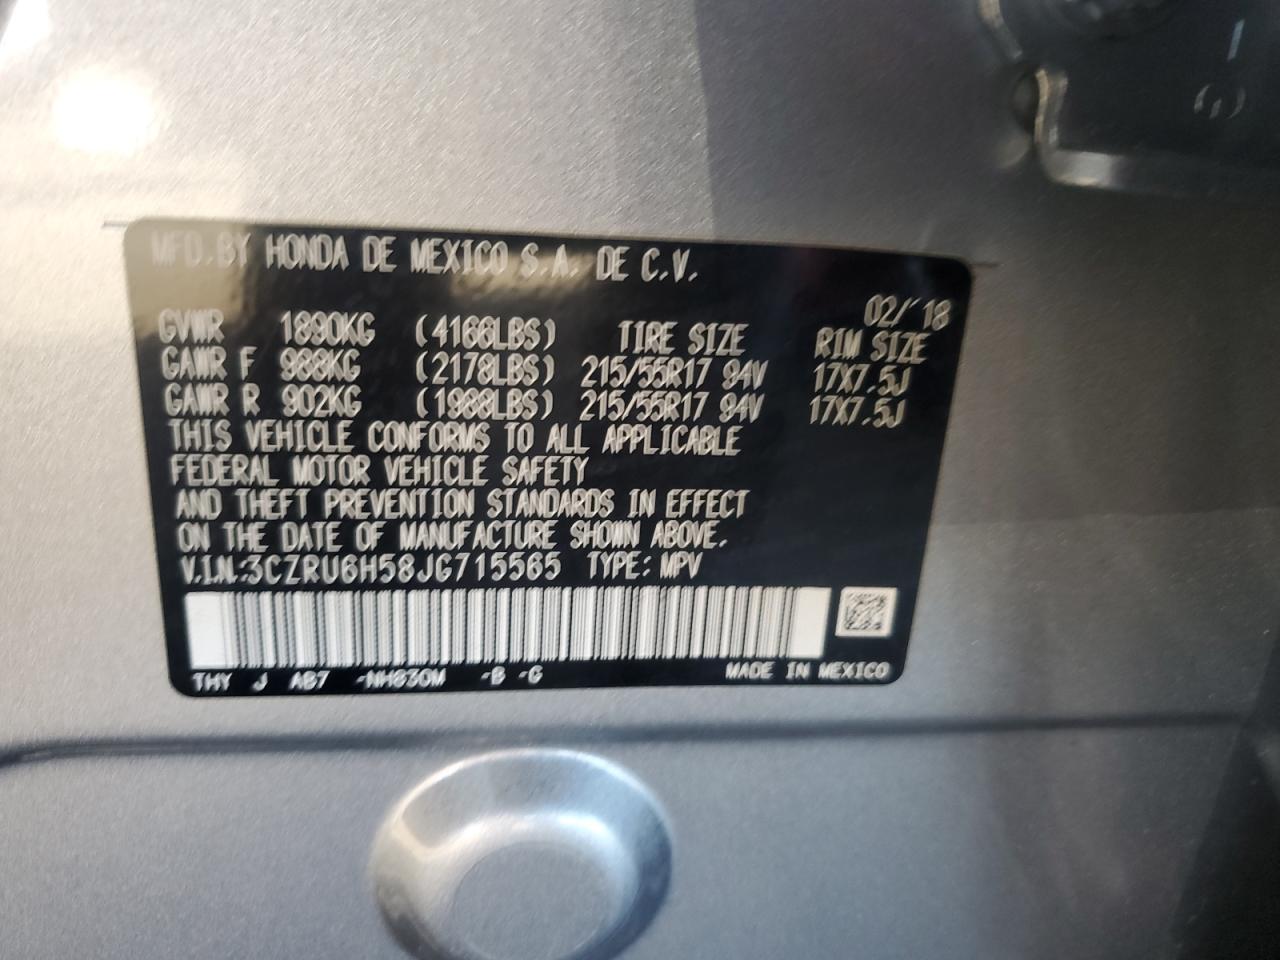 MFD.BY HONDA DE MEXICO S.A. DE C.V.
02/'18
GVWR 1890KG (4166LBS) TIRE SIZE RIM SIZE
GAWR F 988KG (2178LBS) 215/55R17 94V 17X7.5J
GAWR R 902KG (1988LBS) 215/55R17 94V 17X7.5J
THIS VEHICLE CONFORMS TO ALL APPLICABLE
FEDERAL MOTOR VEHICLE SAFETY
AND THEFT PREVENTION STANDARDS IN EFFECT
ON THE DATE OF MANUFACTURE SHOWN ABOVE.
V.I.N:3CZRU6H58JG715565 TYPE: MPV
THY J AB7 -NH830M -B -G MADE IN MEXICO